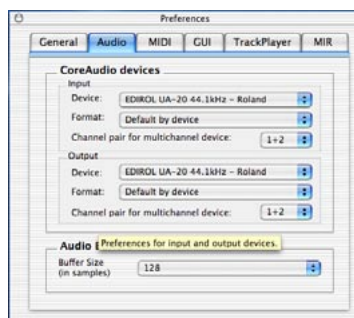 Preferences
General Audio MIDI GUI TrackPlayer MIR
CoreAudio devices
Input
Device: EDIROL UA-20 44.1kHz - Roland
Format: Default by device
Channel pair for multichannel device: 1+2
Output
Device: EDIROL UA-20 44.1kHz - Roland
Format: Default by device
Channel pair for multichannel device: 1+2
Preferences for input and output devices.
Audio
Buffer Size
(in samples) 128